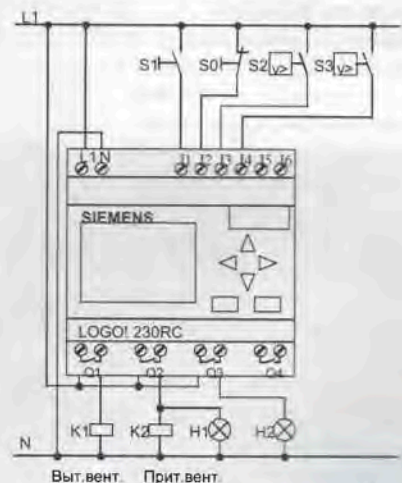 L1
S1 S0 S2 v> S3 v>
L1 N I1 I2 I3 I4 I5 I6
SIEMENS
LOGO! 230RC
Q1 Q2 Q3 Q4
K1 K2 H1 H2
N
Выт.вент. Прит.вент.